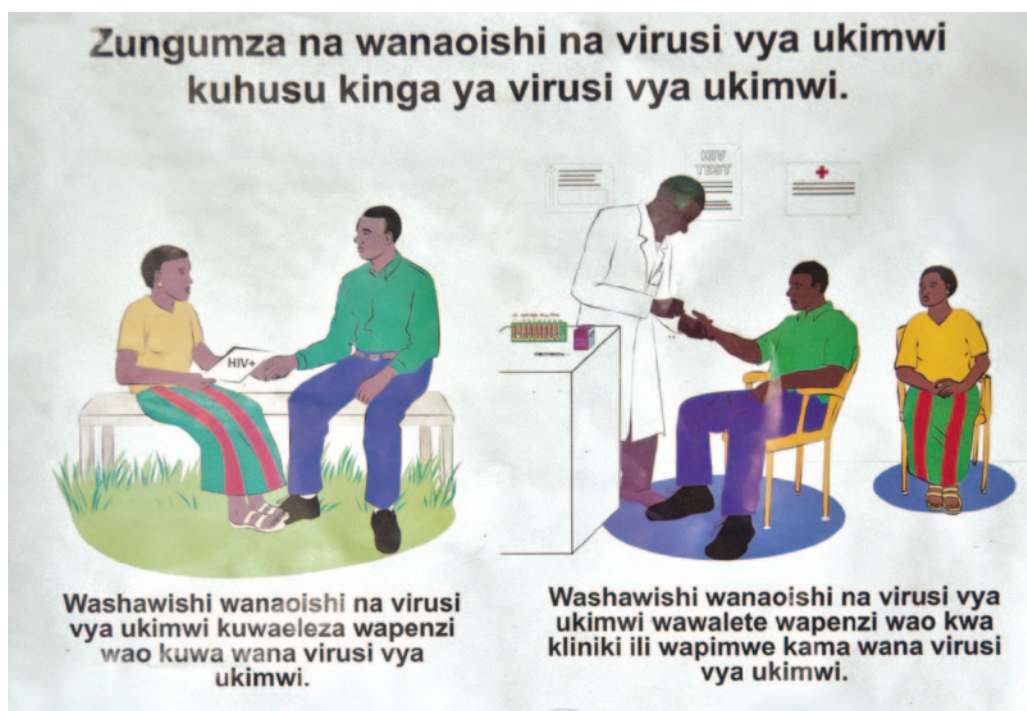 Zungumza na wanaoishi na virusi vya ukimwi
kuhusu kinga ya virusi vya ukimwi.
HIV
TEST
HIV+
Washawishi wanaoishi na virusi
vya ukimwi kuwaeleza wapenzi
wao kuwa wana virusi vya
ukimwi.
Washawishi wanaoishi na virusi vya
ukimwi wawalete wapenzi wao kwa
kliniki ili wapimwe kama wana virusi
vya ukimwi.